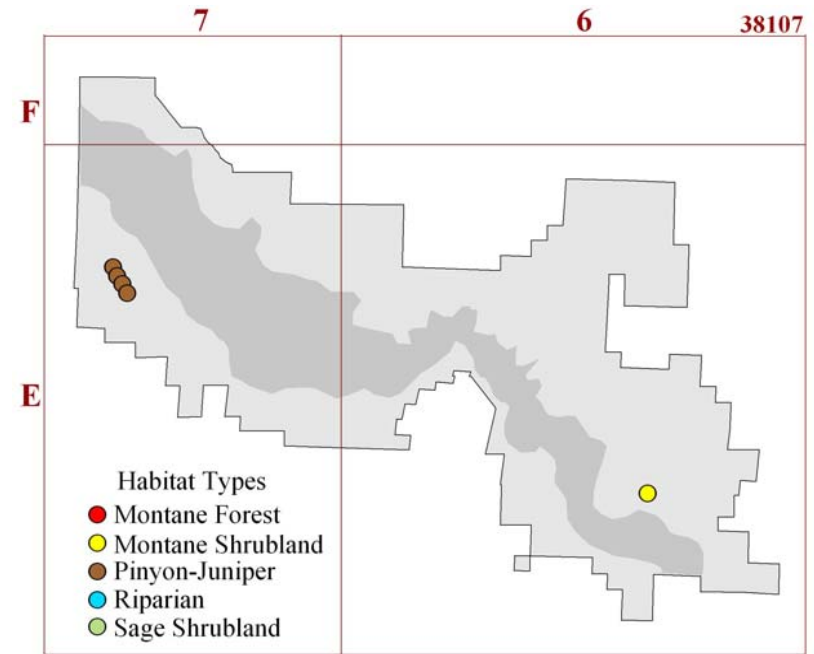 7 6 38107
F
E
Habitat Types
Montane Forest
Montane Shrubland
Pinyon-Juniper
Riparian
Sage Shrubland